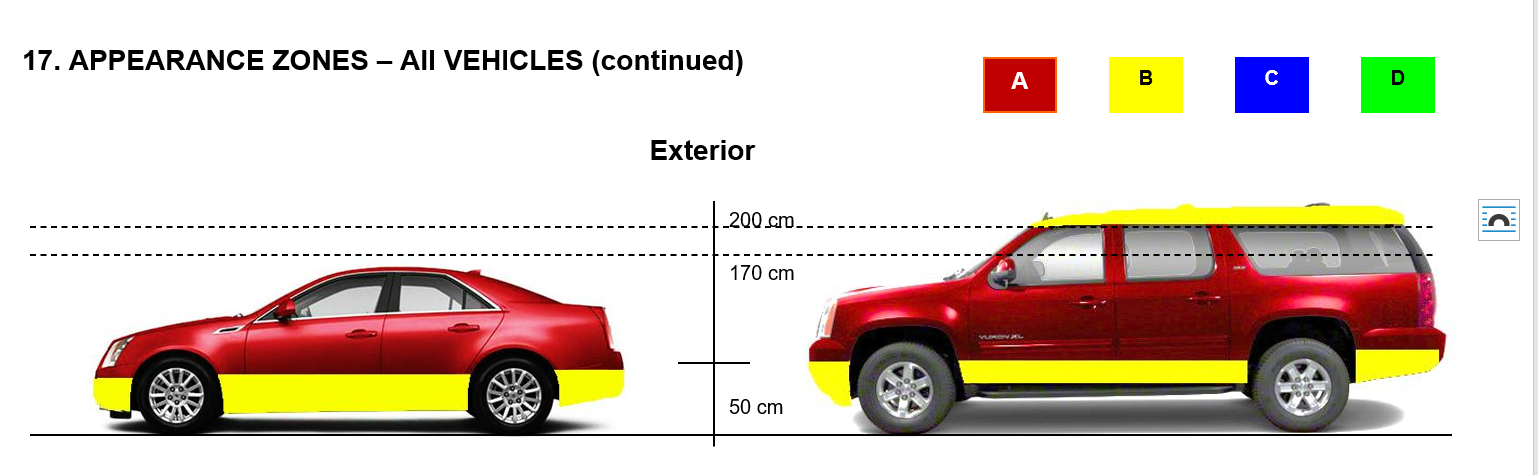 17. APPEARANCE ZONES – All VEHICLES (continued)
A B C D
Exterior
200 cm
170 cm
YUKON XL
50 cm